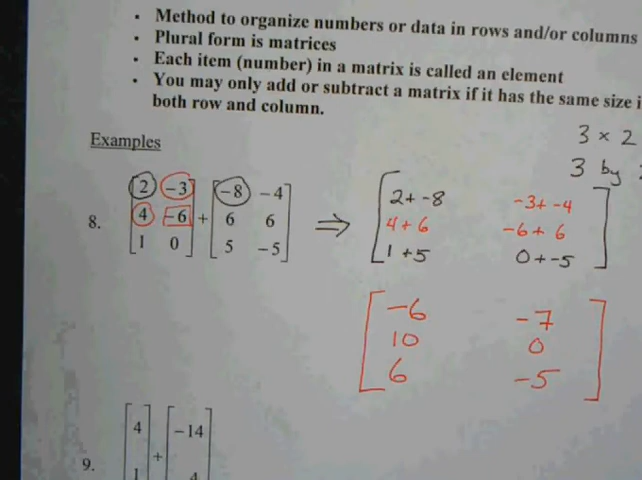 • Method to organize numbers or data in rows and/or columns
• Plural form is matrices
• Each item (number) in a matrix is called an element
• You may only add or subtract a matrix if it has the same size i
both row and column.
3 × 2
3 by
Examples
8. [2 -3] + [-8 -4] ⇒ [2+-8 -3+-4]
[4 -6] [6 6] [4+6 -6+6]
[1 0] [5 -5] [1+5 0+-5]
[-6 -7]
[10 0]
[6 -5]
9. [4] + [-14]
[1] [4]